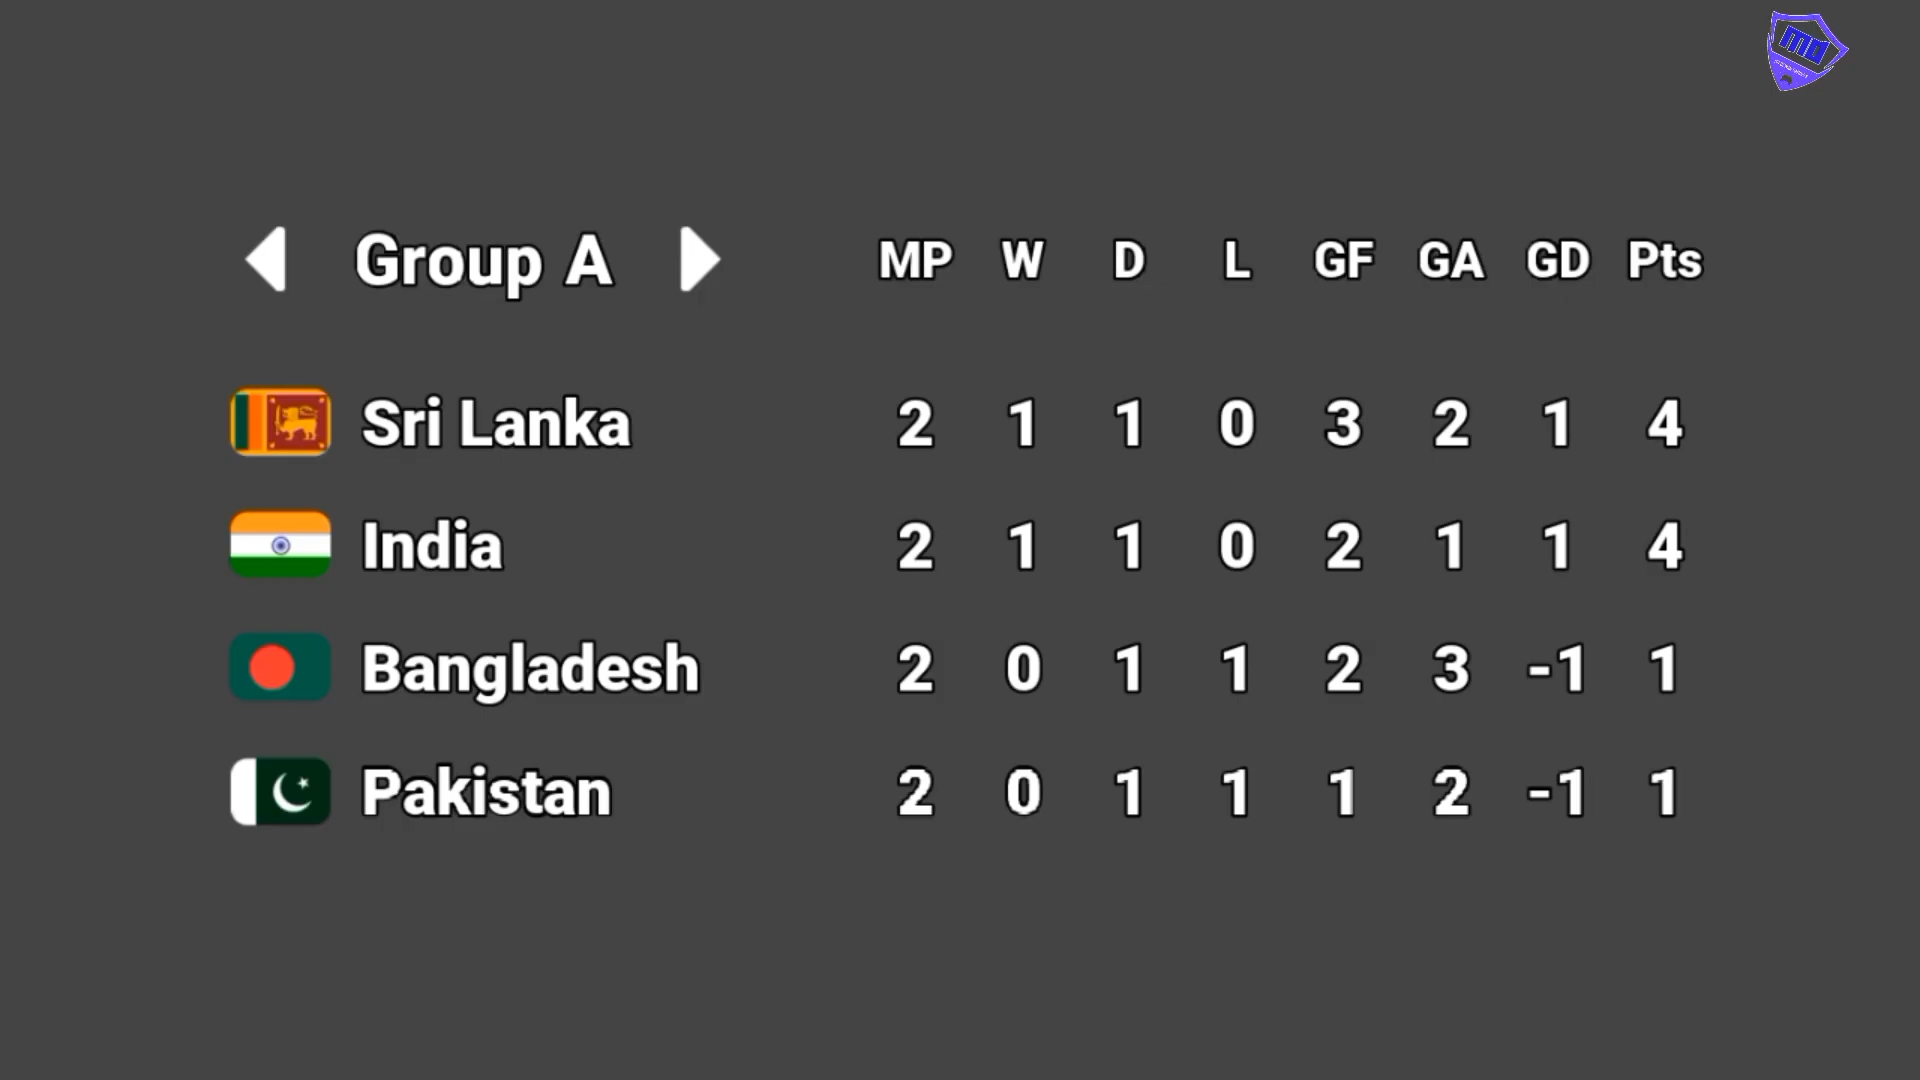 Group A MP W D L GF GA GD Pts
Sri Lanka 2 1 1 0 3 2 1 4
India 2 1 1 0 2 1 1 4
Bangladesh 2 0 1 1 2 3 -1 1
Pakistan 2 0 1 1 1 2 -1 1